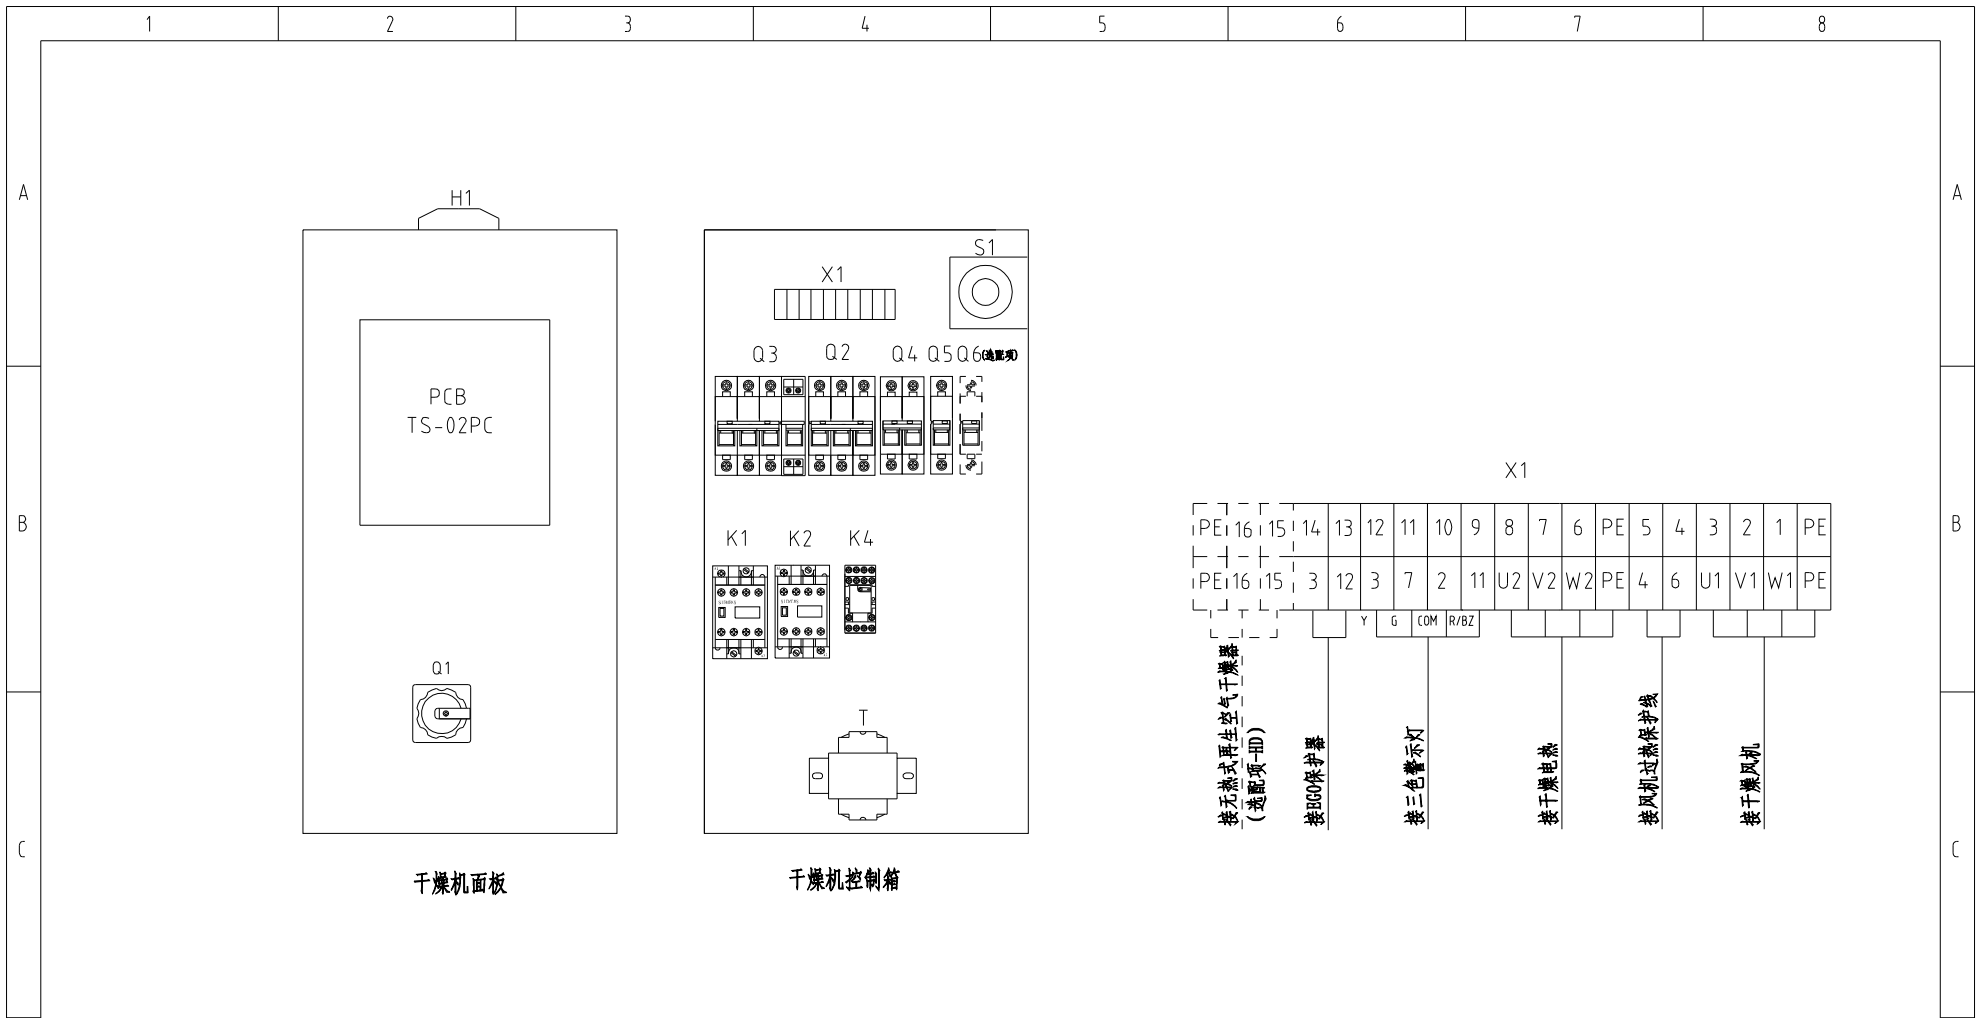 1 2 3 4 5 6 7 8
A A
H1
S1
X1
Q3 Q2 Q4 Q5 Q6(选配项)
PCB
TS-02PC
X1
B B
PE 16 15 14 13 12 11 10 9 8 7 6 PE 5 4 3 2 1 PE
K1 K2 K4
PE 16 15 3 12 3 7 2 11 U2 V2 W2 PE 4 6 U1 V1 W1 PE
SIEMENS SIEMENS
Y G COM R/BZ
Q1
T
接无热式再生空气干燥器
(选配项-HD)
接EGO保护器
接三色警示灯
接干燥电热
接风机过热保护线
接干燥风机
C C
干燥机面板
干燥机控制箱